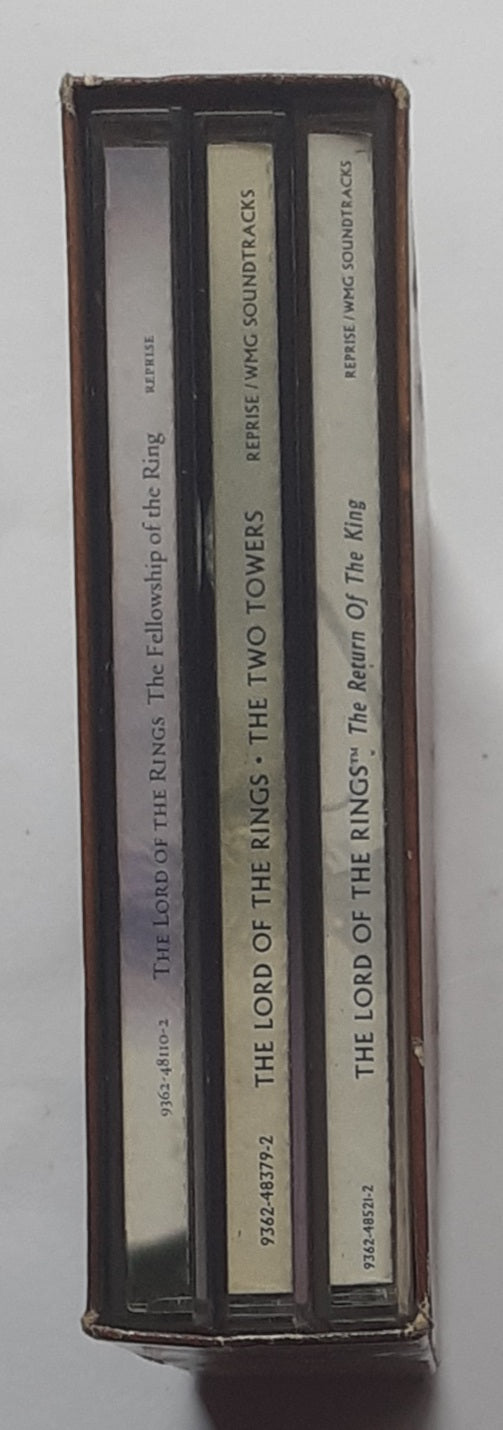 9362-48110-2 THE LORD OF THE RINGS The Fellowship of the Ring REPRISE
9362-48379-2 THE LORD OF THE RINGS • THE TWO TOWERS REPRISE / WMG SOUNDTRACKS
9362-48521-2 THE LORD OF THE RINGS™ The Return Of The King REPRISE / WMG SOUNDTRACKS